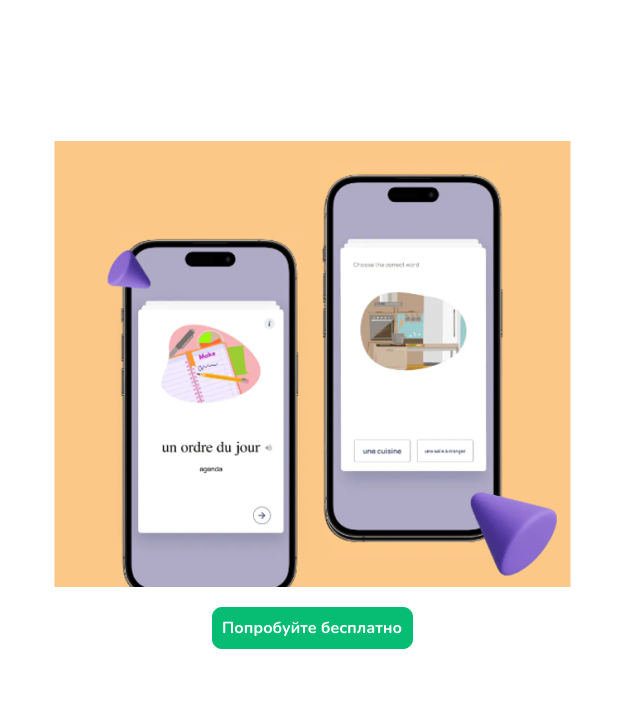 Choose the correct word
i
Make
un ordre du jour
agenda
une cuisine
une salle à manger
Попробуйте бесплатно